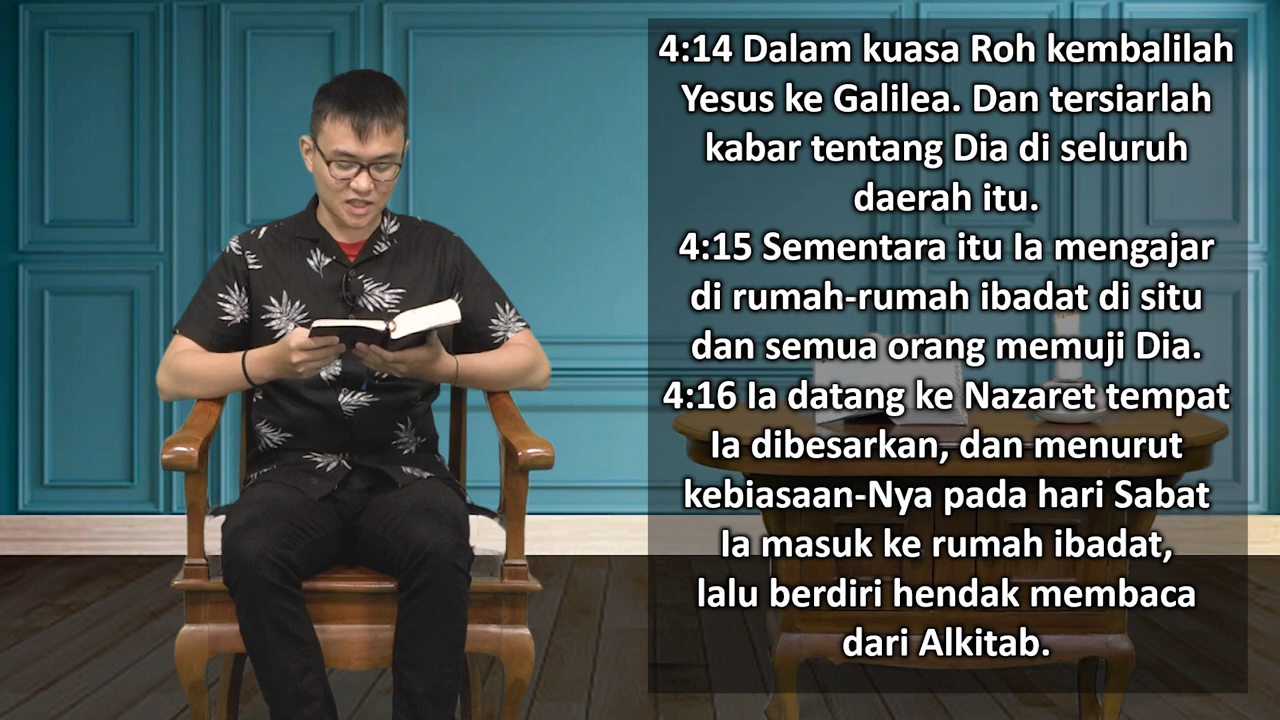 4:14 Dalam kuasa Roh kembalilah
Yesus ke Galilea. Dan tersiarlah
kabar tentang Dia di seluruh
daerah itu.
4:15 Sementara itu Ia mengajar
di rumah-rumah ibadat di situ
dan semua orang memuji Dia.
4:16 Ia datang ke Nazaret tempat
Ia dibesarkan, dan menurut
kebiasaan-Nya pada hari Sabat
Ia masuk ke rumah ibadat,
lalu berdiri hendak membaca
dari Alkitab.